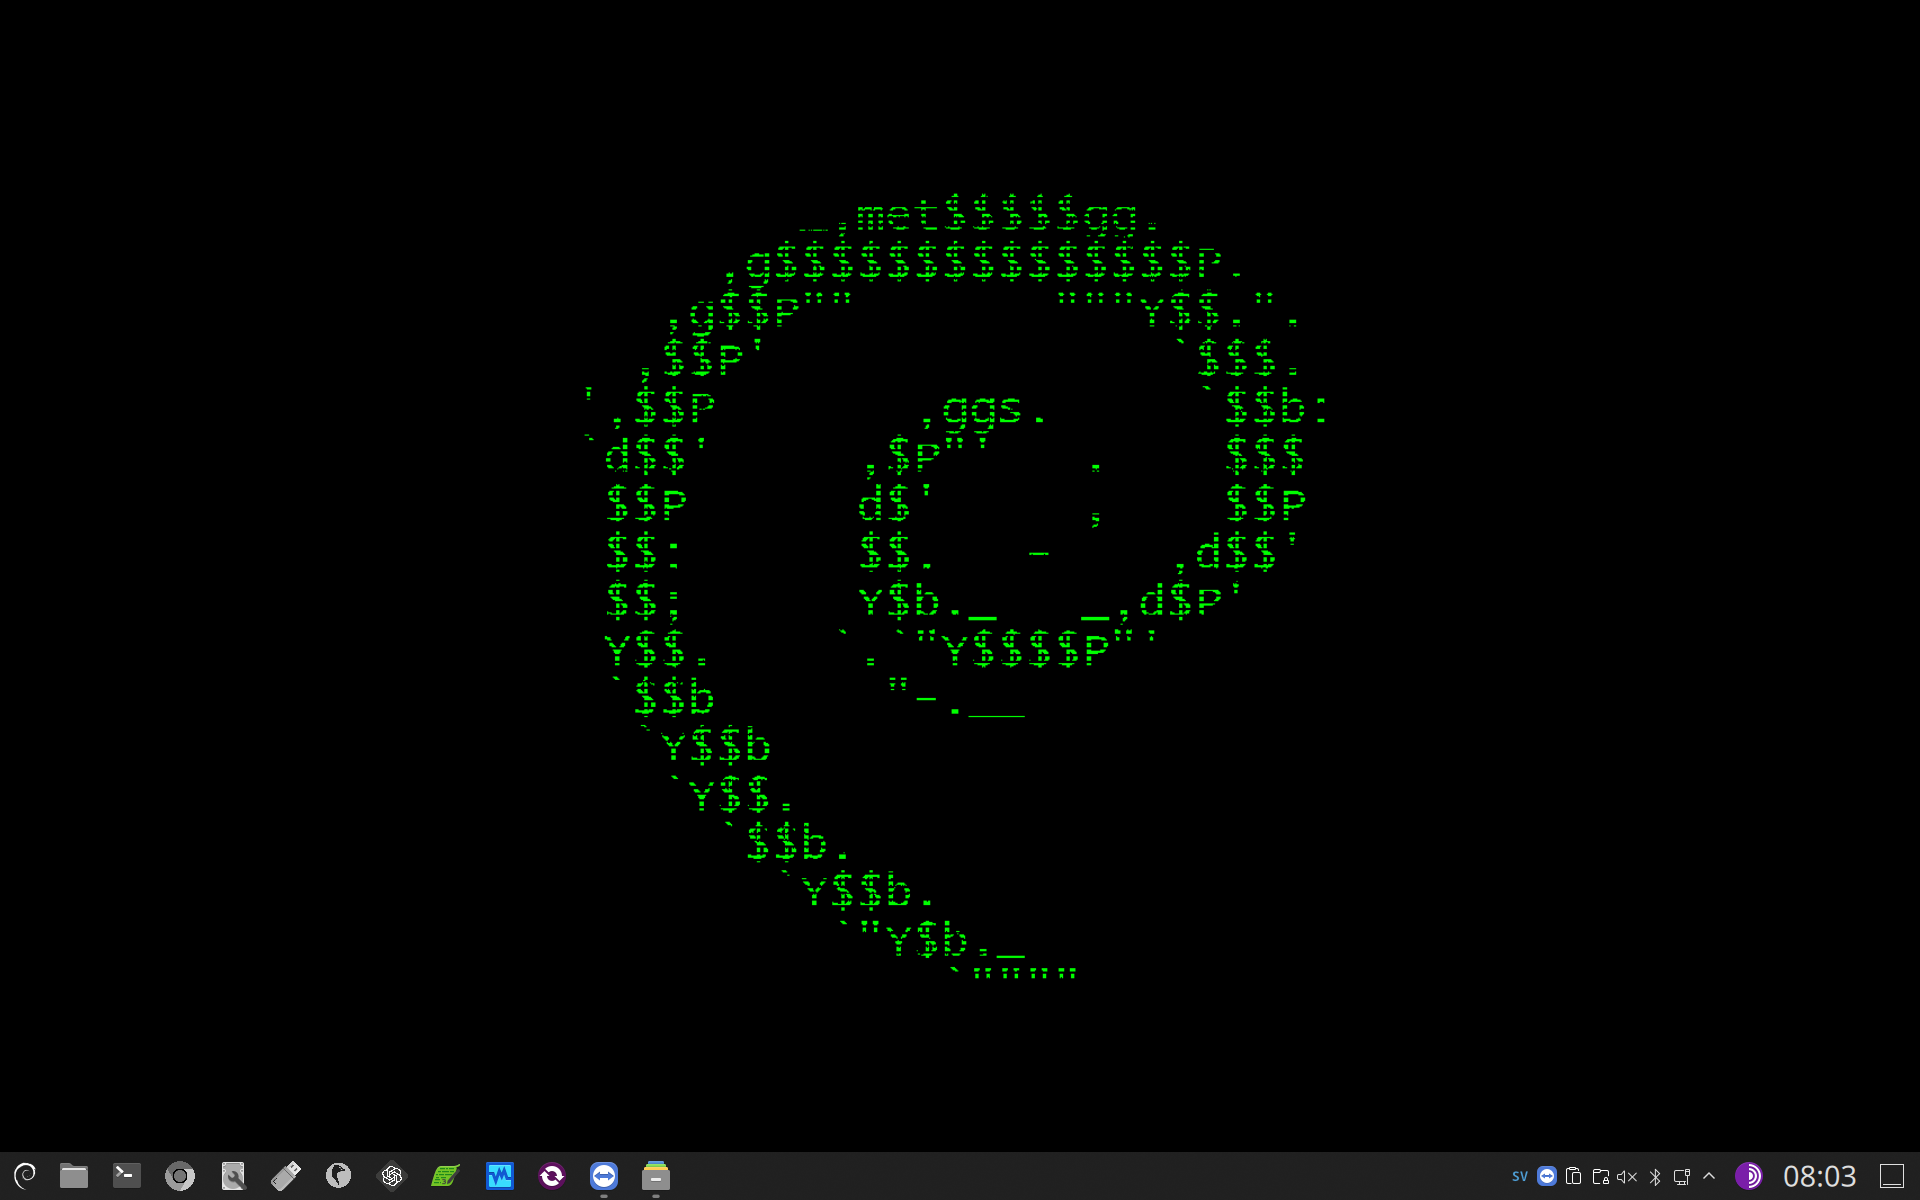 _,met$$$$$gg.
,g$$$$$$$$$$$$$$$P.
,g$$P""       """Y$$.".
,$$P'               `$$$.
',$$P       ,ggs.     `$$b:
`d$$'     ,$P"'   .    $$$
$$P      d$'     ,    $$P
$$:      $$.   -    ,d$$'
$$;      Y$b._   _,d$P'
Y$$.    `.`"Y$$$$P"'
`$$b      "-.__
`Y$$b
`Y$$.
`$$b.
`Y$$b.
`"Y$b._
`""""
SV 08:03